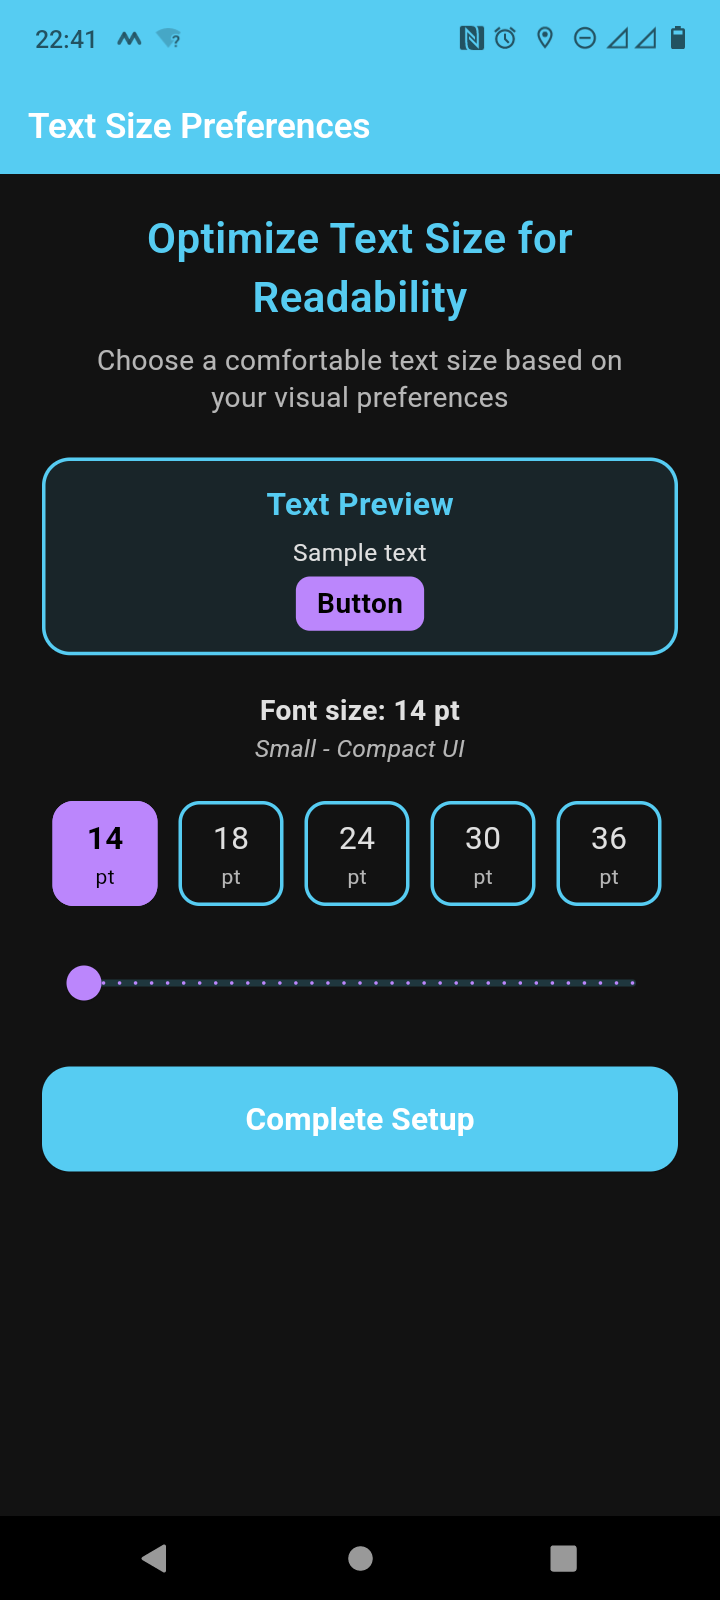 22:41
Text Size Preferences
Optimize Text Size for
Readability
Choose a comfortable text size based on
your visual preferences
Text Preview
Sample text
Button
Font size: 14 pt
Small - Compact UI
14 18 24 30 36
pt pt pt pt pt
Complete Setup